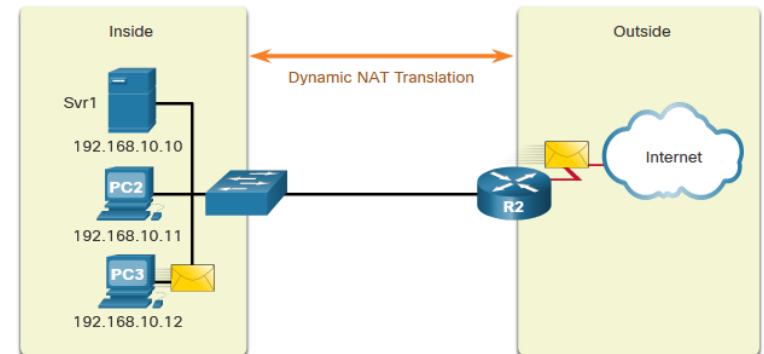 Inside
Outside
Dynamic NAT Translation
Svr1
192.168.10.10
Internet
PC2
R2
192.168.10.11
PC3
192.168.10.12